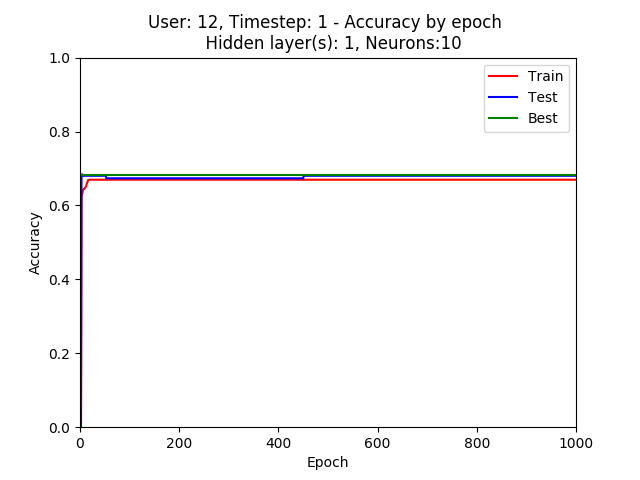 User: 12, Timestep: 1 - Accuracy by epoch
Hidden layer(s): 1, Neurons:10
1.0
0.8
0.6
0.4
0.2
0.0
Accuracy
Train
Test
Best
0
200
400
600
800
1000
Epoch